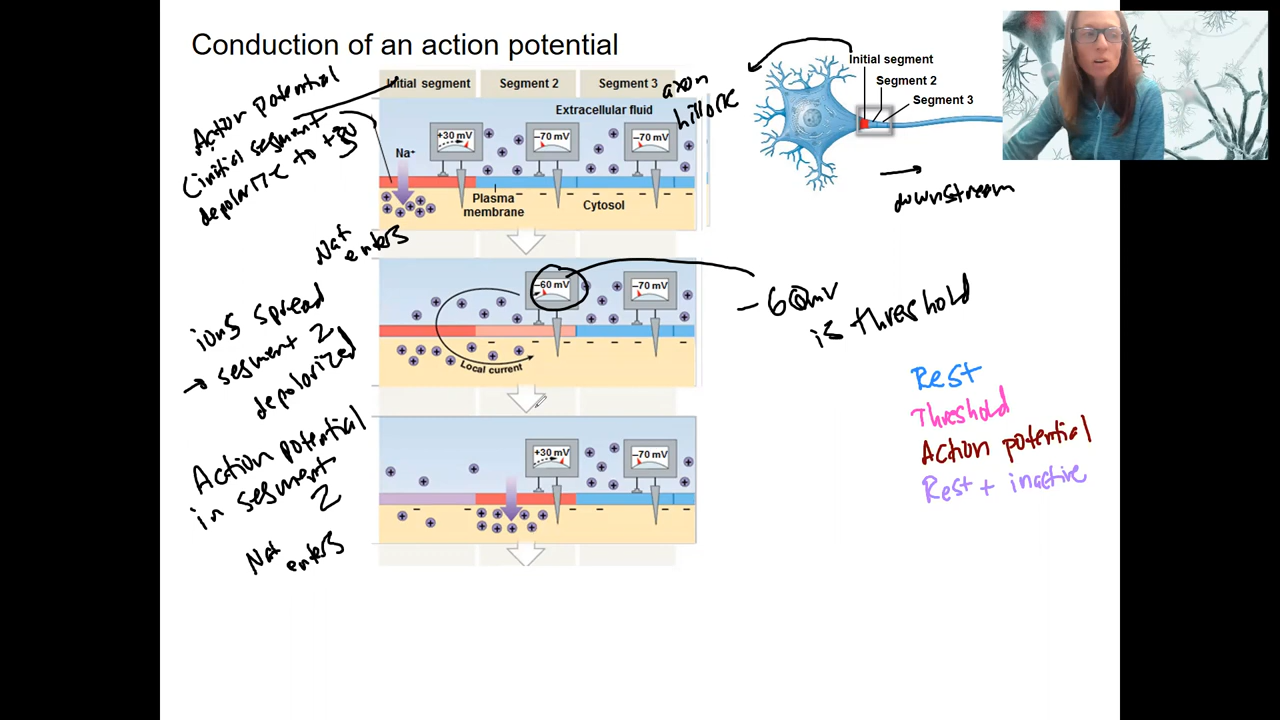 Conduction of an action potential
Initial segment
Segment 2
Segment 3
Initial segment
Segment 2
Segment 3
axon
hillock
downstream
Action potential
(initial segment
depolarize to +30
Na+
enters
Extracellular fluid
+30 mV
–70 mV
–70 mV
Na+
Plasma
membrane
Cytosol
ions spread
→ segment 2
depolarized
–60 mV
–70 mV
Local current
– 60mV
is threshold
Rest
Threshold
Action potential
Rest + inactive
Action potential
in segment
2
Na+
enters
+30 mV
–70 mV